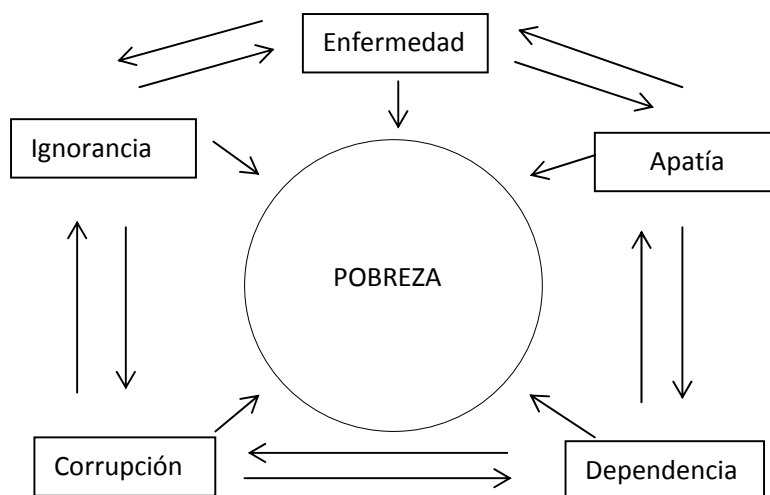 Enfermedad
Ignorancia
Apatía
POBREZA
Corrupción
Dependencia